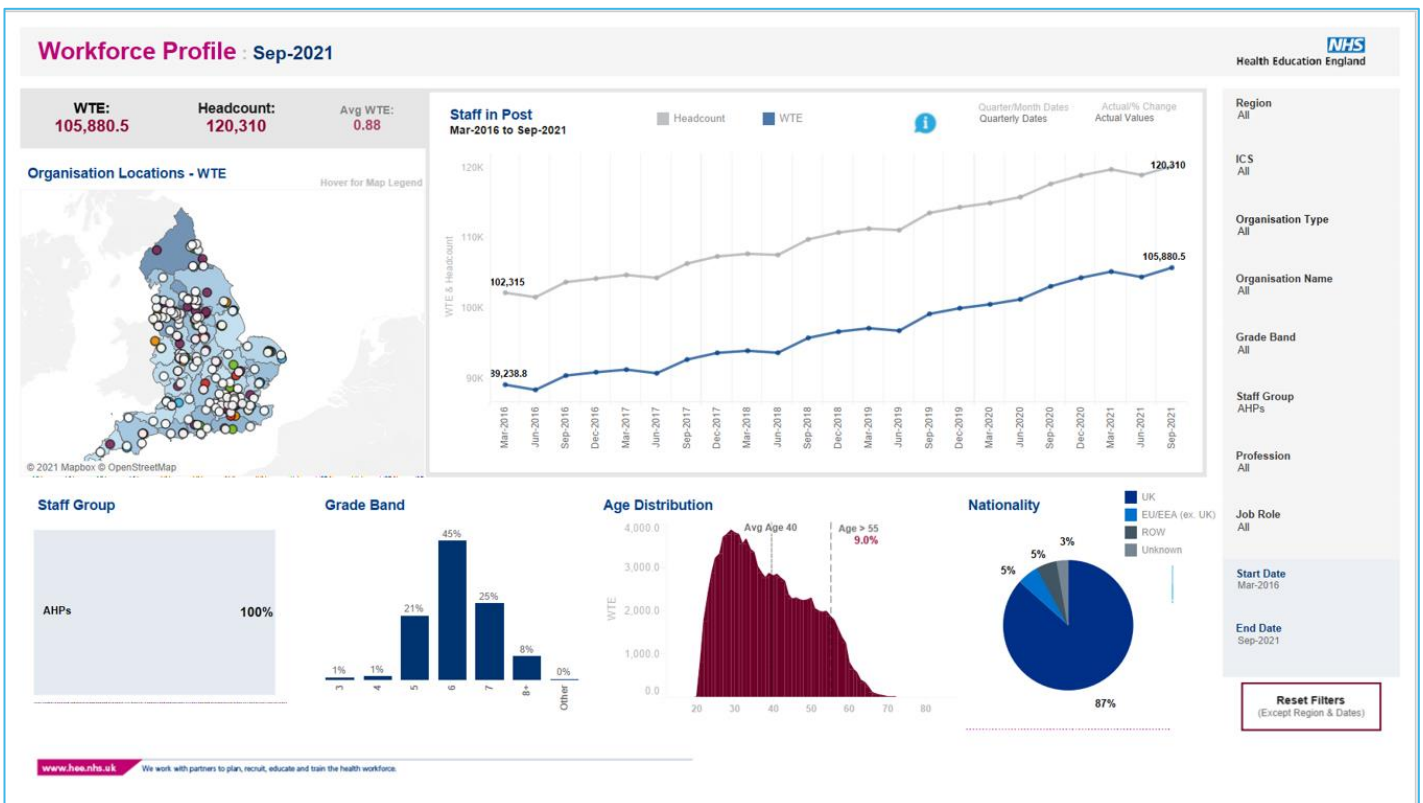 Workforce Profile : Sep-2021
NHS
Health Education England
WTE:
105,880.5
Headcount:
120,310
Avg WTE:
0.88
Organisation Locations - WTE
Hover for Map Legend
© 2021 Mapbox © OpenStreetMap
Staff in Post
Mar-2016 to Sep-2021
Headcount
WTE
i
Quarter/Month Dates
Quarterly Dates
Actual/% Change
Actual Values
WTE & Headcount
120K
110K
100K
90K
102,315
120,310
39,238.8
105,880.5
Mar-2016
Jun-2016
Sep-2016
Dec-2016
Mar-2017
Jun-2017
Sep-2017
Dec-2017
Mar-2018
Jun-2018
Sep-2018
Dec-2018
Mar-2019
Jun-2019
Sep-2019
Dec-2019
Mar-2020
Jun-2020
Sep-2020
Dec-2020
Mar-2021
Jun-2021
Sep-2021
Region
All
ICS
All
Organisation Type
All
Organisation Name
All
Grade Band
All
Staff Group
AHPs
Profession
All
Job Role
All
Start Date
Mar-2016
End Date
Sep-2021
Reset Filters
(Except Region & Dates)
Staff Group
AHPs
100%
Grade Band
1%
1%
21%
45%
25%
8%
0%
3
4
5
6
7
8+
Other
Age Distribution
WTE
4,000.0
3,000.0
2,000.0
1,000.0
0.0
Avg Age 40
Age > 55
9.0%
20
30
40
50
60
70
80
Nationality
UK
EU/EEA (ex. UK)
ROW
Unknown
5%
5%
3%
87%
www.hee.nhs.uk
We work with partners to plan, recruit, educate and train the health workforce.